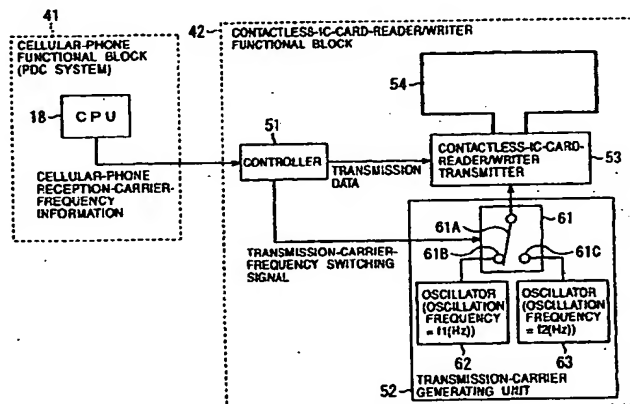 41
CELLULAR-PHONE
FUNCTIONAL BLOCK
(PDC SYSTEM)
18
CPU
CELLULAR-PHONE
RECEPTION-CARRIER-
FREQUENCY
INFORMATION
42
CONTACTLESS-IC-CARD-READER/WRITER
FUNCTIONAL BLOCK
54
51
CONTROLLER
TRANSMISSION
DATA
CONTACTLESS-IC-CARD-
READER/WRITER
TRANSMITTER
53
TRANSMISSION-CARRIER-
FREQUENCY SWITCHING
SIGNAL
61
61A
61B
61C
OSCILLATOR
(OSCILLATION
FREQUENCY
= f1(Hz))
OSCILLATOR
(OSCILLATION
FREQUENCY
= f2(Hz))
62
63
52
TRANSMISSION-CARRIER
GENERATING UNIT